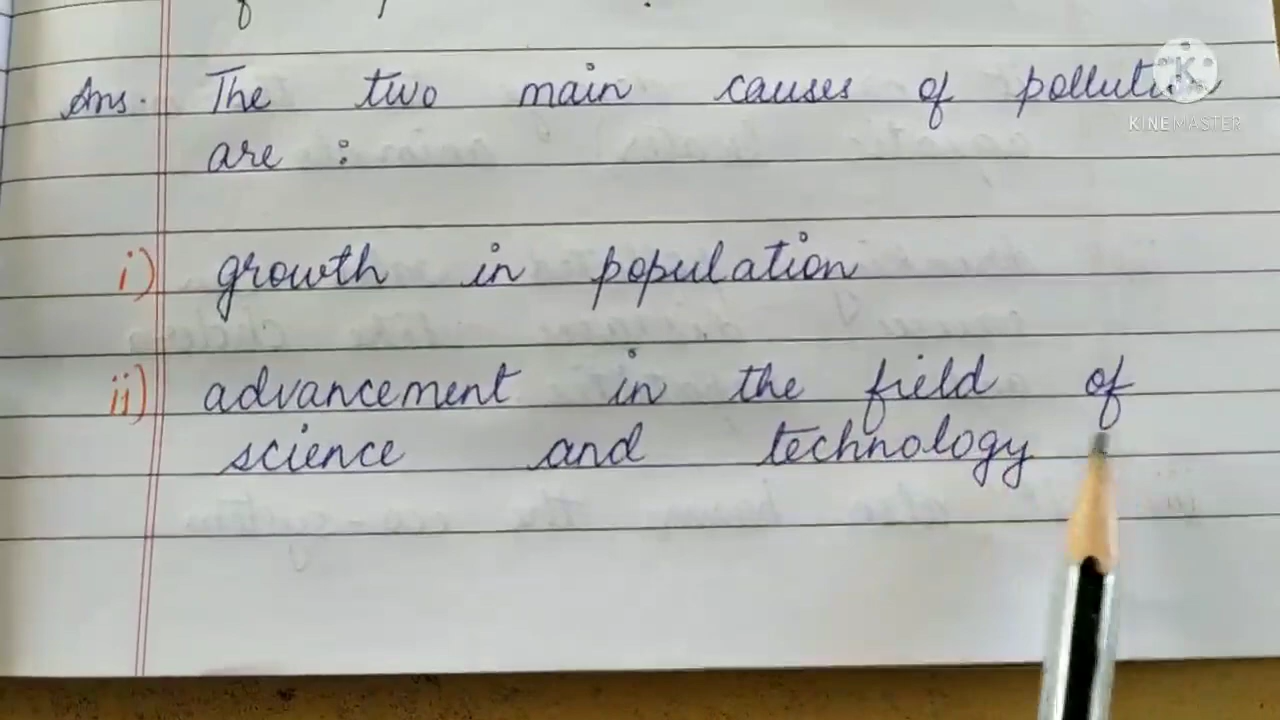 Ans. The two main causes of pollution
are :
i) growth in population
ii) advancement in the field of
science and technology
K
KINEMASTER